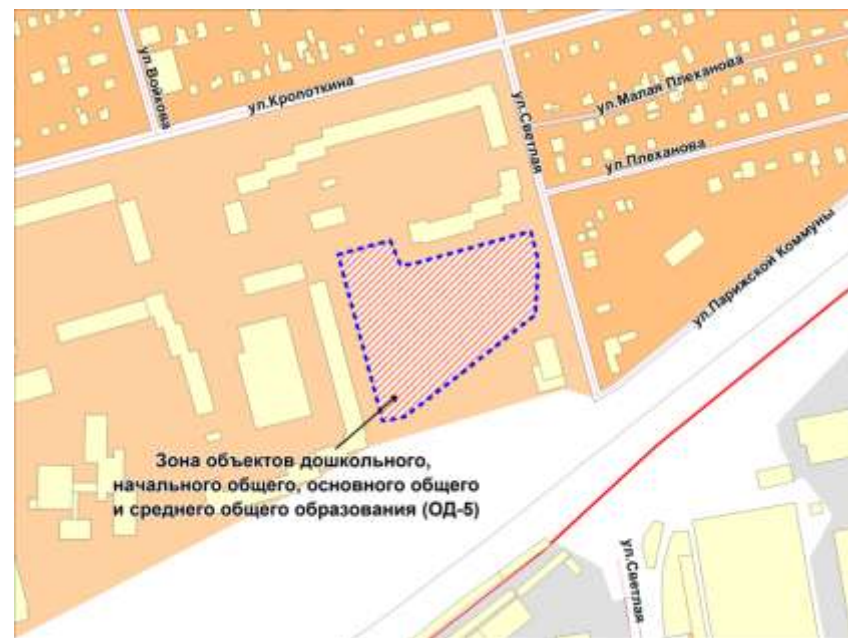 ул.Войкова
ул.Кропоткина
ул.Светлая
ул.Малая Плеханова
ул.Плеханова
ул.Парижской Коммуны
Зона объектов дошкольного,
начального общего, основного общего
и среднего общего образования (ОД-5)
ул.Светлая